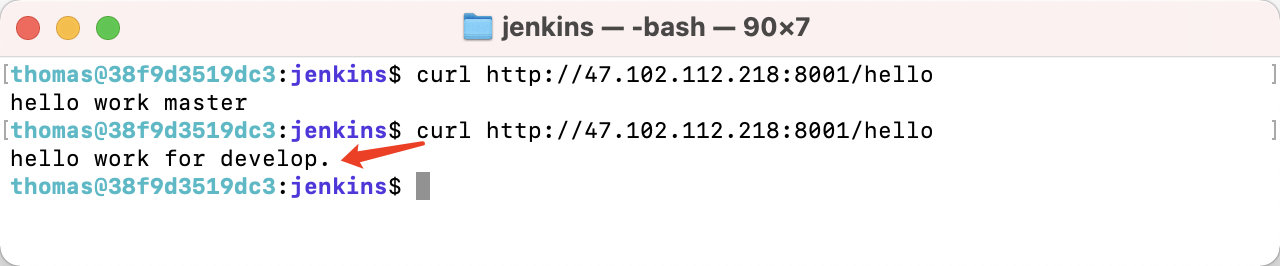 jenkins — -bash — 90×7
[thomas@38f9d3519dc3:jenkins$ curl http://47.102.112.218:8001/hello ]
hello work master
[thomas@38f9d3519dc3:jenkins$ curl http://47.102.112.218:8001/hello ]
hello work for develop.
thomas@38f9d3519dc3:jenkins$